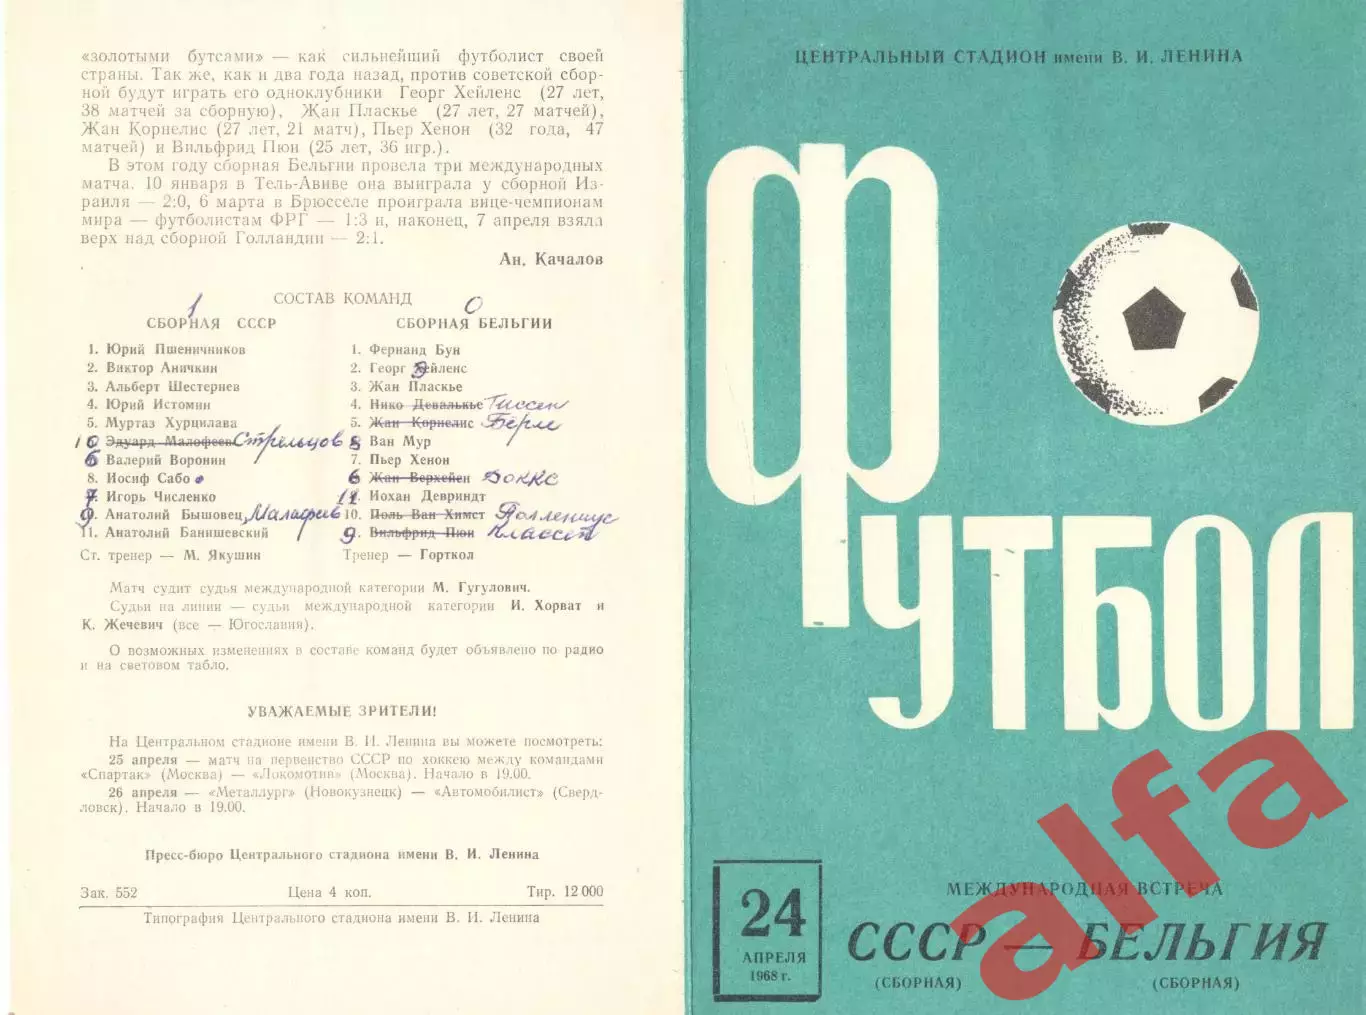 «золотыми бутсами» — как сильнейший футболист своей
страны. Так же, как и два года назад, против советской сбор-
ной будут играть его одноклубники Георг Хейленс (27 лет,
38 матчей за сборную), Жан Пласкье (27 лет, 27 матчей),
Жан Корнелис (27 лет, 21 матч), Пьер Хенон (32 года, 47
матчей) и Вильфрид Пюи (25 лет, 36 игр.).
В этом году сборная Бельгии провела три международных
матча. 10 января в Тель-Авиве она выиграла у сборной Из-
раиля — 2:0, 6 марта в Брюсселе проиграла вице-чемпионам
мира — футболистам ФРГ — 1:3 и, наконец, 7 апреля взяла
верх над сборной Голландии — 2:1.
Ан. Качалов
СОСТАВ КОМАНД
1 0
СБОРНАЯ СССР
1. Юрий Пшеничников
2. Виктор Аничкин
3. Альберт Шестернев
4. Юрий Истомин
5. Муртаз Хурцилава
10 Эдуард Малофеев Стрельцов
6 Валерий Воронин
8. Иосиф Сабо
7 Игорь Численко
9. Анатолий Бышовец Малафеев
11. Анатолий Банишевский
Ст. тренер — М. Якушин
СБОРНАЯ БЕЛЬГИИ
1. Фернанд Бун
2. Георг Хейленс
3. Жан Пласкье
4. Нико Девалькье Тиссен
5. Жан Корнелис Берле
8 Ван Мур
7. Пьер Хенон
6 Жан Верхейен Доккс
11 Иохан Девриндт
10. Поль Ван Химст Поллениус
9. Вильфрид Пюи Классен
Тренер — Горткол
Матч судит судья международной категории М. Гугулович.
Судьи на линии — судьи международной категории И. Хорват и
К. Жечевич (все — Югославия).
О возможных изменениях в составе команд будет объявлено по радио
и на световом табло.
УВАЖАЕМЫЕ ЗРИТЕЛИ!
На Центральном стадионе имени В. И. Ленина вы можете посмотреть:
25 апреля — матч на первенство СССР по хоккею между командами
«Спартак» (Москва) — «Локомотив» (Москва). Начало в 19.00.
26 апреля — «Металлург» (Новокузнецк) — «Автомобилист» (Сверд-
ловск). Начало в 19.00.
Пресс-бюро Центрального стадиона имени В. И. Ленина
Зак. 552 Цена 4 коп. Тир. 12 000
Типография Центрального стадиона имени В. И. Ленина
ЦЕНТРАЛЬНЫЙ СТАДИОН имени В. И. ЛЕНИНА
ФУТБОЛ
24
АПРЕЛЯ
1968 г.
МЕЖДУНАРОДНАЯ ВСТРЕЧА
СССР — БЕЛЬГИЯ
(СБОРНАЯ) (СБОРНАЯ)
alfa